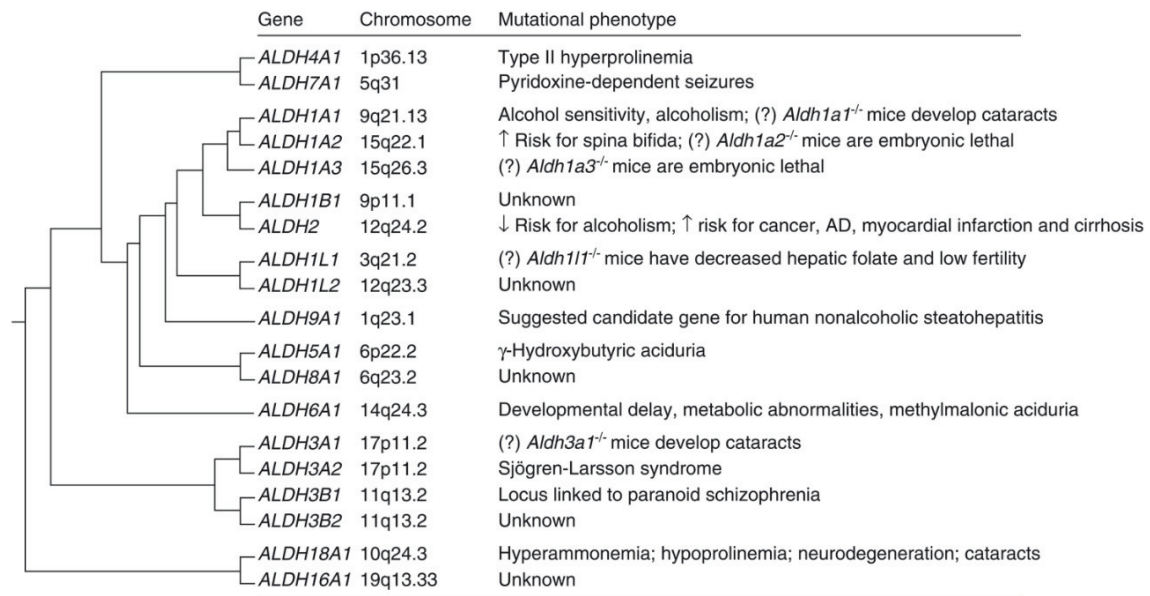 Gene Chromosome Mutational phenotype
ALDH4A1 1p36.13 Type II hyperprolinemia
ALDH7A1 5q31 Pyridoxine-dependent seizures
ALDH1A1 9q21.13 Alcohol sensitivity, alcoholism; (?) Aldh1a1-/- mice develop cataracts
ALDH1A2 15q22.1 ↑ Risk for spina bifida; (?) Aldh1a2-/- mice are embryonic lethal
ALDH1A3 15q26.3 (?) Aldh1a3-/- mice are embryonic lethal
ALDH1B1 9p11.1 Unknown
ALDH2 12q24.2 ↓ Risk for alcoholism; ↑ risk for cancer, AD, myocardial infarction and cirrhosis
ALDH1L1 3q21.2 (?) Aldh1l1-/- mice have decreased hepatic folate and low fertility
ALDH1L2 12q23.3 Unknown
ALDH9A1 1q23.1 Suggested candidate gene for human nonalcoholic steatohepatitis
ALDH5A1 6p22.2 γ-Hydroxybutyric aciduria
ALDH8A1 6q23.2 Unknown
ALDH6A1 14q24.3 Developmental delay, metabolic abnormalities, methylmalonic aciduria
ALDH3A1 17p11.2 (?) Aldh3a1-/- mice develop cataracts
ALDH3A2 17p11.2 Sjögren-Larsson syndrome
ALDH3B1 11q13.2 Locus linked to paranoid schizophrenia
ALDH3B2 11q13.2 Unknown
ALDH18A1 10q24.3 Hyperammonemia; hypoprolinemia; neurodegeneration; cataracts
ALDH16A1 19q13.33 Unknown